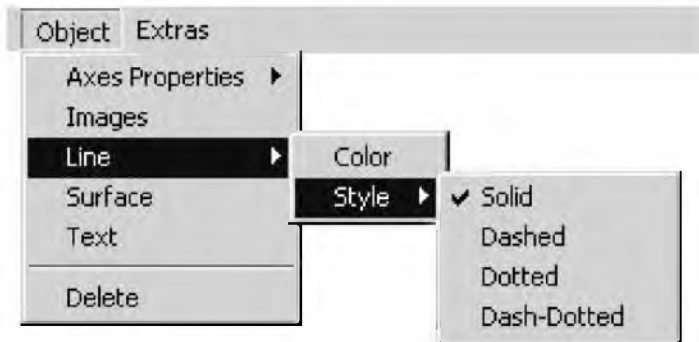 Object Extras
Axes Properties
Images
Line
Color
Surface
Style
Solid
Text
Dashed
Dotted
Delete
Dash-Dotted